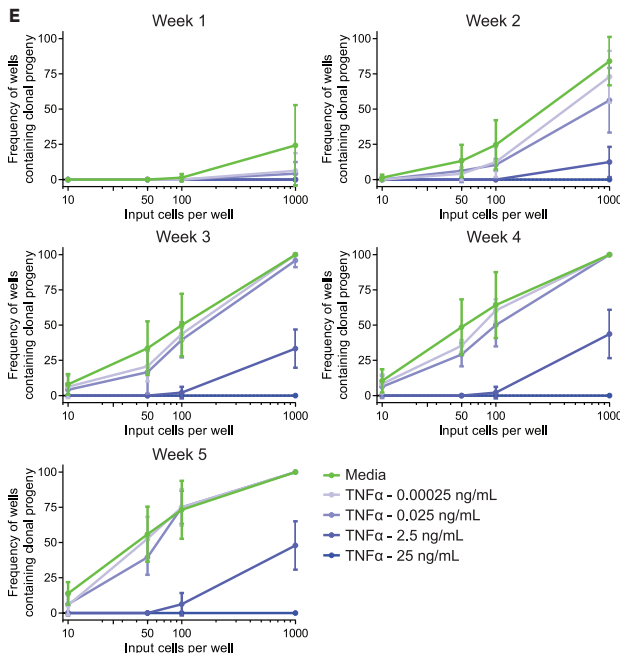 E
Week 1
Frequency of wells
containing clonal progeny
100
75
50
25
0
10
50
100
1000
Input cells per well
Week 2
Frequency of wells
containing clonal progeny
100
75
50
25
0
10
50
100
1000
Input cells per well
Week 3
Frequency of wells
containing clonal progeny
100
75
50
25
0
10
50
100
1000
Input cells per well
Week 4
Frequency of wells
containing clonal progeny
100
75
50
25
0
10
50
100
1000
Input cells per well
Week 5
Frequency of wells
containing clonal progeny
100
75
50
25
0
10
50
100
1000
Input cells per well
Media
TNFα - 0.00025 ng/mL
TNFα - 0.025 ng/mL
TNFα - 2.5 ng/mL
TNFα - 25 ng/mL